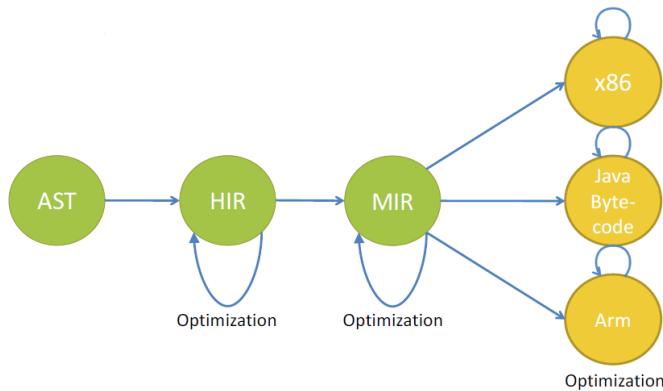 x86
AST
HIR
MIR
Java
Byte-
code
Optimization
Optimization
Arm
Optimization